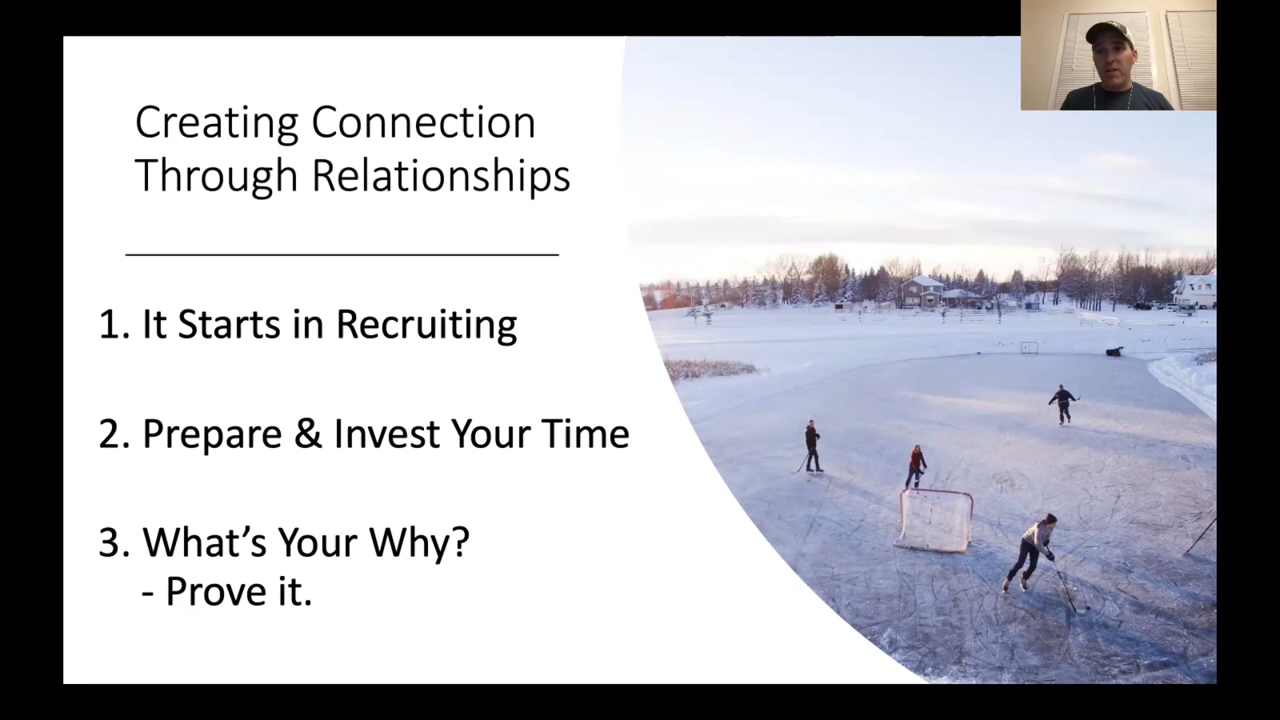 Creating Connection
Through Relationships
1. It Starts in Recruiting
2. Prepare & Invest Your Time
3. What's Your Why?
- Prove it.